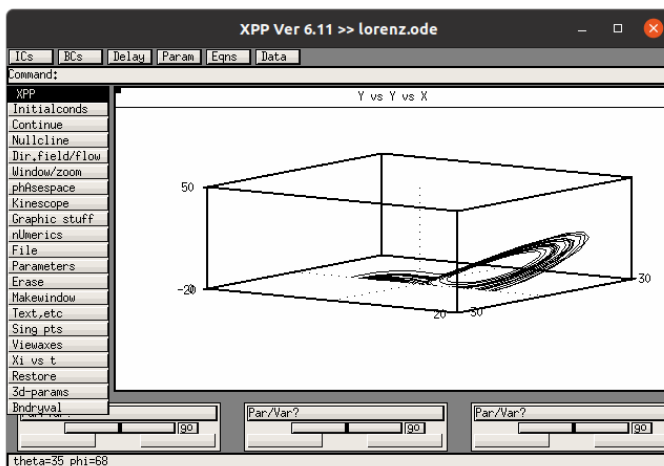 XPP Ver 6.11 >> lorenz.ode
ICs BCs Delay Param Eqns Data
Command:
XPP
Initialconds
Continue
Nullcline
Dir.field/flow
Window/zoom
phAsespace
Kinescope
Graphic stuff
nUmerics
File
Parameters
Erase
Makewindow
Text,etc
Sing pts
Viewaxes
Xi vs t
Restore
3d-params
Bndryval
Y vs Y vs X
50
30
20 30
Par/Var? Par/Var? Par/Var?
go go go
theta=35 phi=68